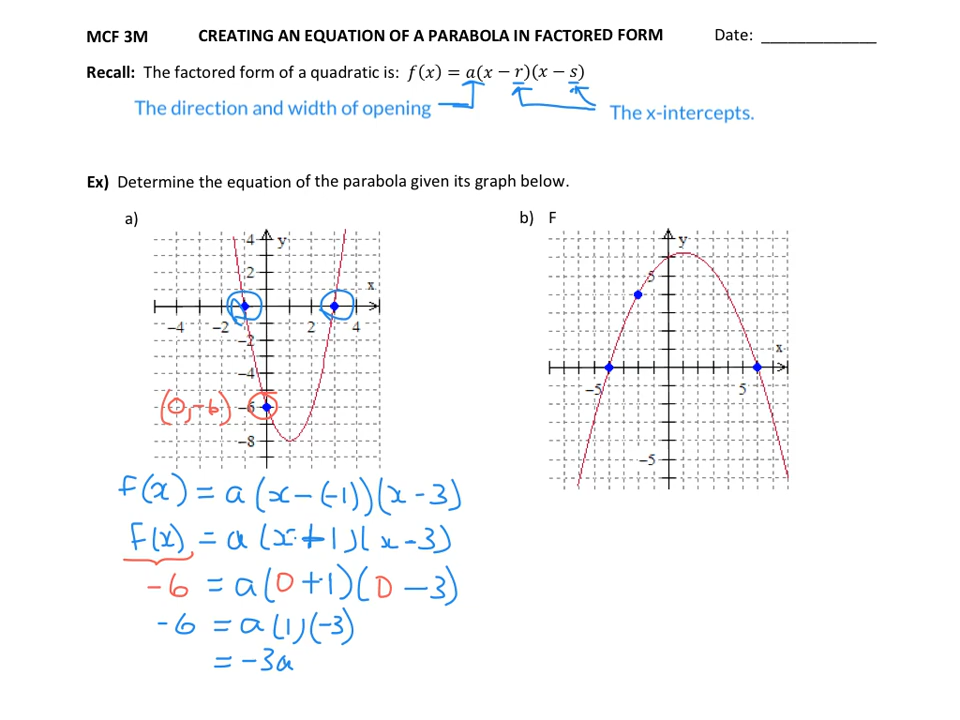 MCF 3M CREATING AN EQUATION OF A PARABOLA IN FACTORED FORM Date: ______________
Recall: The factored form of a quadratic is: f(x) = a(x − r)(x − s)
The direction and width of opening
The x-intercepts.
Ex) Determine the equation of the parabola given its graph below.
a)
4 y
2
x
−4 −2 2 4
−2
−4
(0,-6) −6
−8
b) F
y
5
x
−5 5
−5
F(x) = a(x-(-1))(x-3)
F(x) = a(x+1)(x-3)
-6 = a(0+1)(0-3)
-6 = a(1)(-3)
= -3a